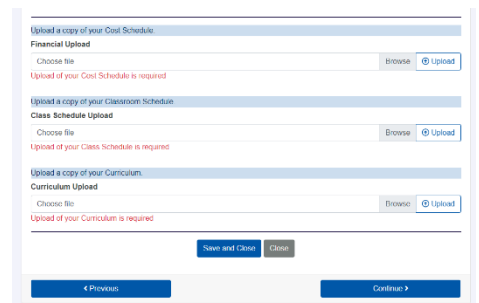 Upload a copy of your Cost Schedule.
Financial Upload
Choose file Browse Upload
Upload of your Cost Schedule is required
Upload a copy of your Classroom Schedule
Class Schedule Upload
Choose file Browse Upload
Upload of your Class Schedule is required
Upload a copy of your Curriculum.
Curriculum Upload
Choose file Browse Upload
Upload of your Curriculum is required
Save and Close Close
Previous Continue